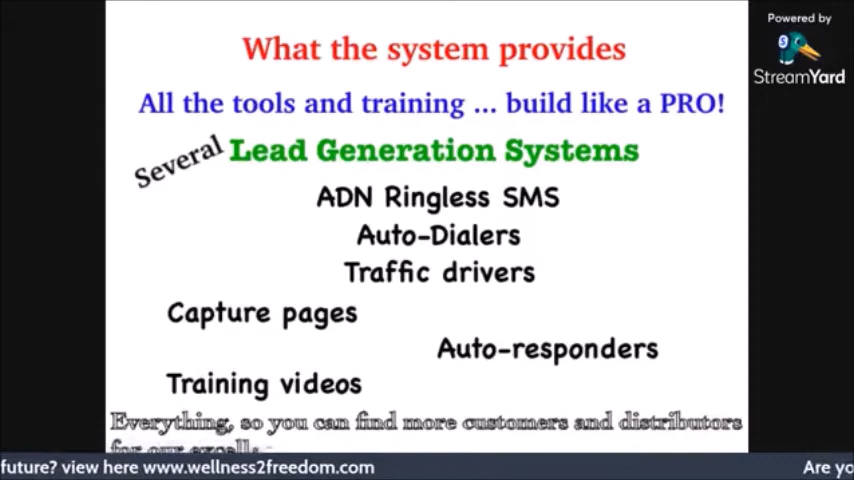 Powered by
StreamYard
What the system provides
All the tools and training ... build like a PRO!
Several Lead Generation Systems
ADN Ringless SMS
Auto-Dialers
Traffic drivers
Capture pages
Auto-responders
Training videos
Everything, so you can find more customers and distributors
for our
future? view here www.wellness2freedom.com
Are yo